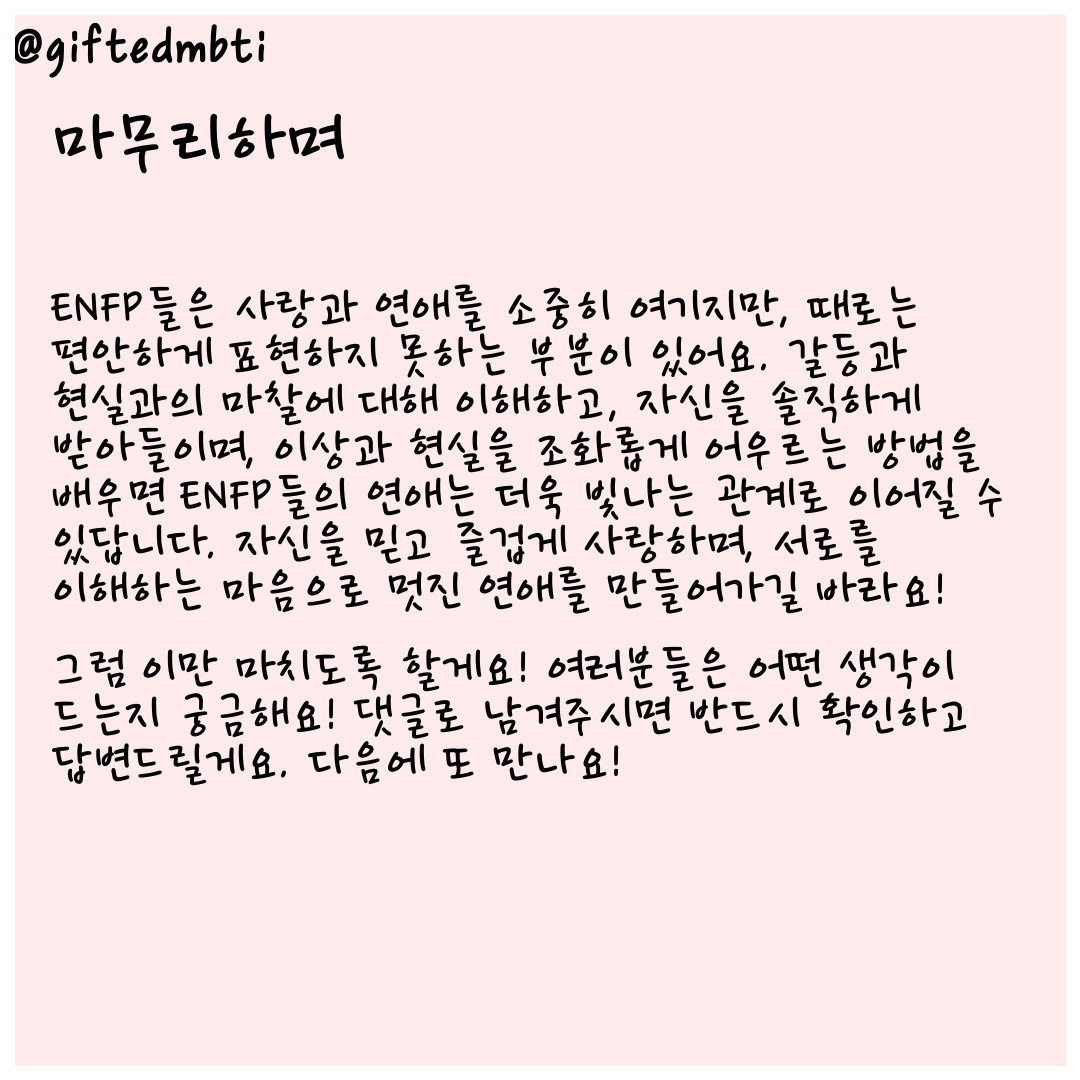 @giftedmbti
마무리하며
ENFP들은 사랑과 연애를 소중히 여기지만, 때로는
편안하게 표현하지 못하는 부분이 있어요. 갈등과
현실과의 마찰에 대해 이해하고, 자신을 솔직하게
받아들이며, 이상과 현실을 조화롭게 어우르는 방법을
배우면 ENFP들의 연애는 더욱 빛나는 관계로 이어질 수
있답니다. 자신을 믿고 즐겁게 사랑하며, 서로를
이해하는 마음으로 멋진 연애를 만들어가길 바라요!
그럼 이만 마치도록 할게요! 여러분들은 어떤 생각이
드는지 궁금해요! 댓글로 남겨주시면 반드시 확인하고
답변드릴게요. 다음에 또 만나요!